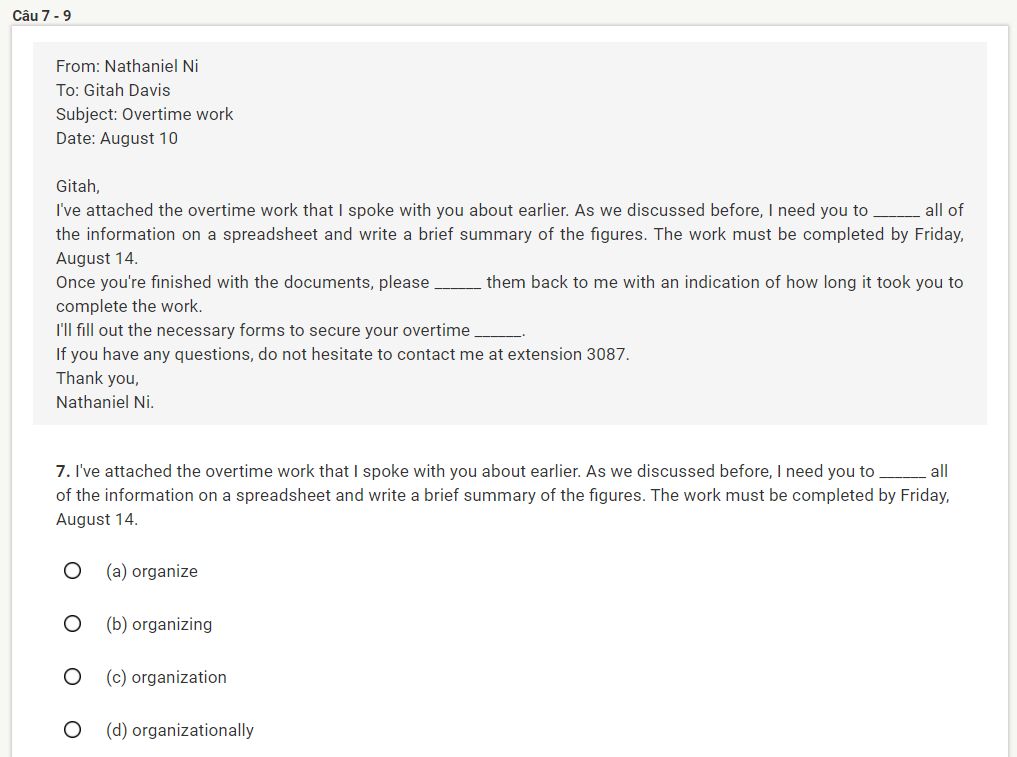 Câu 7 - 9
From: Nathaniel Ni
To: Gitah Davis
Subject: Overtime work
Date: August 10
Gitah,
I've attached the overtime work that I spoke with you about earlier. As we discussed before, I need you to ______ all of
the information on a spreadsheet and write a brief summary of the figures. The work must be completed by Friday,
August 14.
Once you're finished with the documents, please ______ them back to me with an indication of how long it took you to
complete the work.
I'll fill out the necessary forms to secure your overtime ______.
If you have any questions, do not hesitate to contact me at extension 3087.
Thank you,
Nathaniel Ni.
7. I've attached the overtime work that I spoke with you about earlier. As we discussed before, I need you to ______ all
of the information on a spreadsheet and write a brief summary of the figures. The work must be completed by Friday,
August 14.
(a) organize
(b) organizing
(c) organization
(d) organizationally